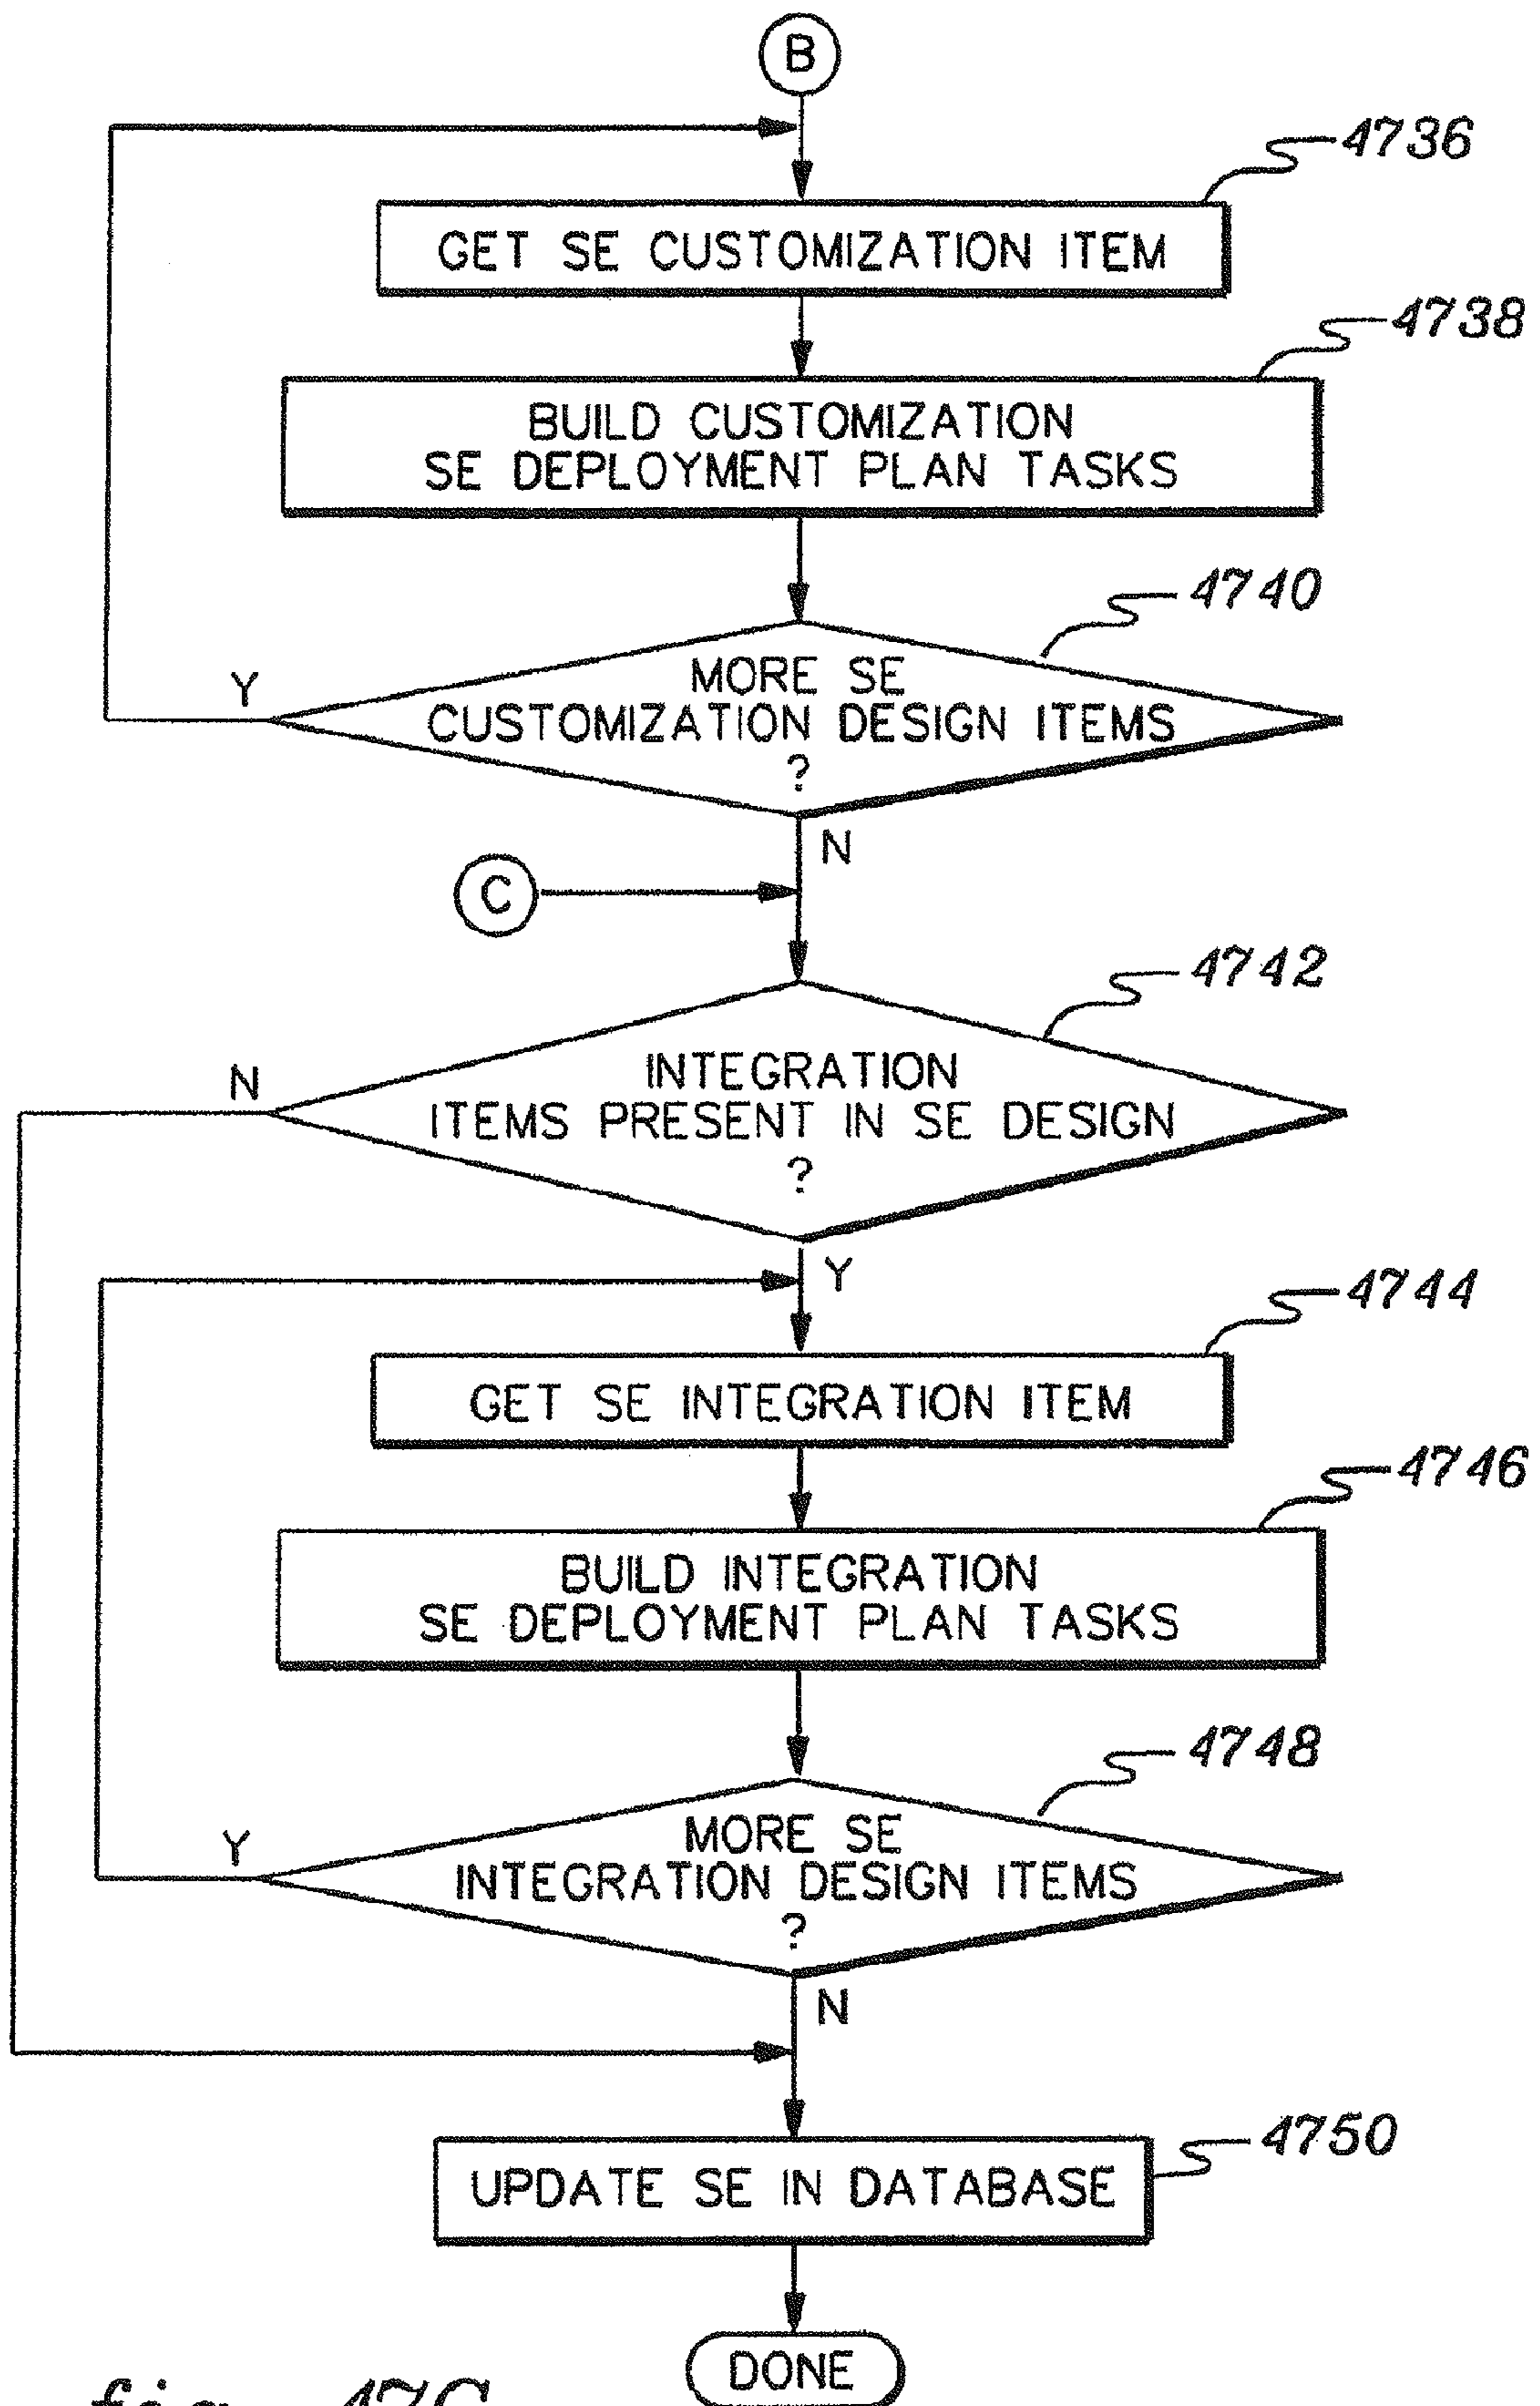 B
4736
GET SE CUSTOMIZATION ITEM
4738
BUILD CUSTOMIZATION
SE DEPLOYMENT PLAN TASKS
4740
MORE SE
Y
CUSTOMIZATION DESIGN ITEMS
?
N
C
4742
INTEGRATION
N
ITEMS PRESENT IN SE DESIGN
?
Y
4744
GET SE INTEGRATION ITEM
4746
BUILD INTEGRATION
SE DEPLOYMENT PLAN TASKS
4748
MORE SE
Y
INTEGRATION DESIGN ITEMS
?
N
4750
UPDATE SE IN DATABASE
DONE
fig. 47C